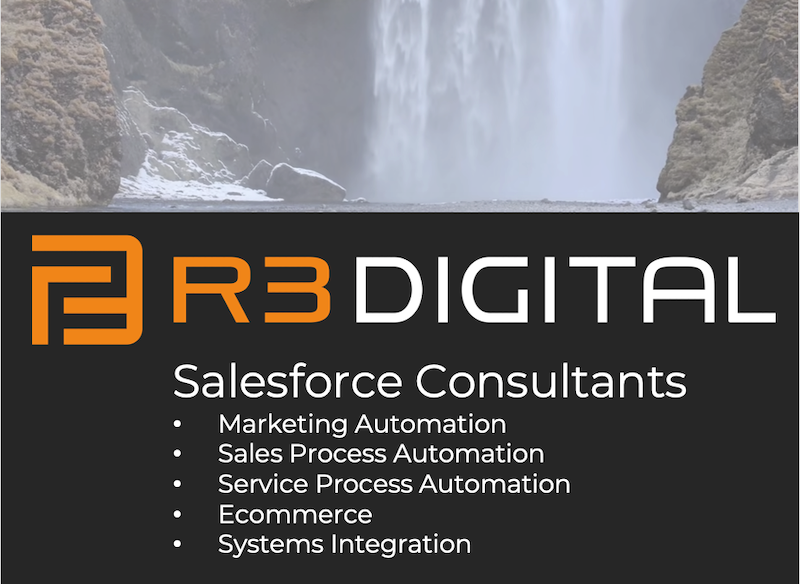 R3 DIGITAL
Salesforce Consultants
• Marketing Automation
• Sales Process Automation
• Service Process Automation
• Ecommerce
• Systems Integration